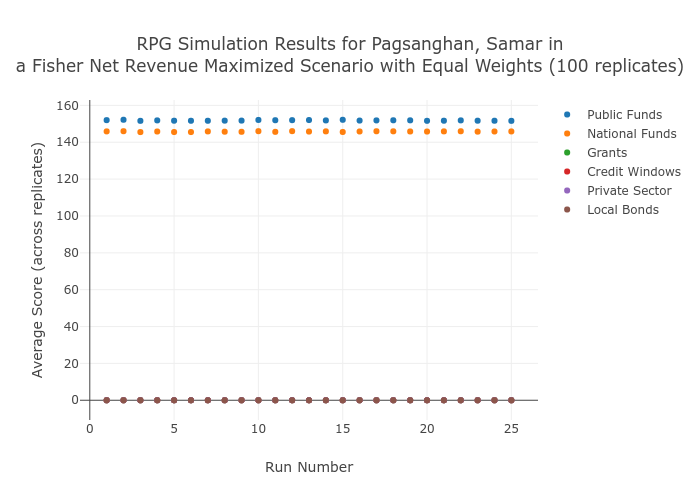 RPG Simulation Results for Pagsanghan, Samar in
a Fisher Net Revenue Maximized Scenario with Equal Weights (100 replicates)
160
140
120
100
80
60
40
20
0
Average Score (across replicates)
0 5 10 15 20 25
Run Number
Public Funds
National Funds
Grants
Credit Windows
Private Sector
Local Bonds